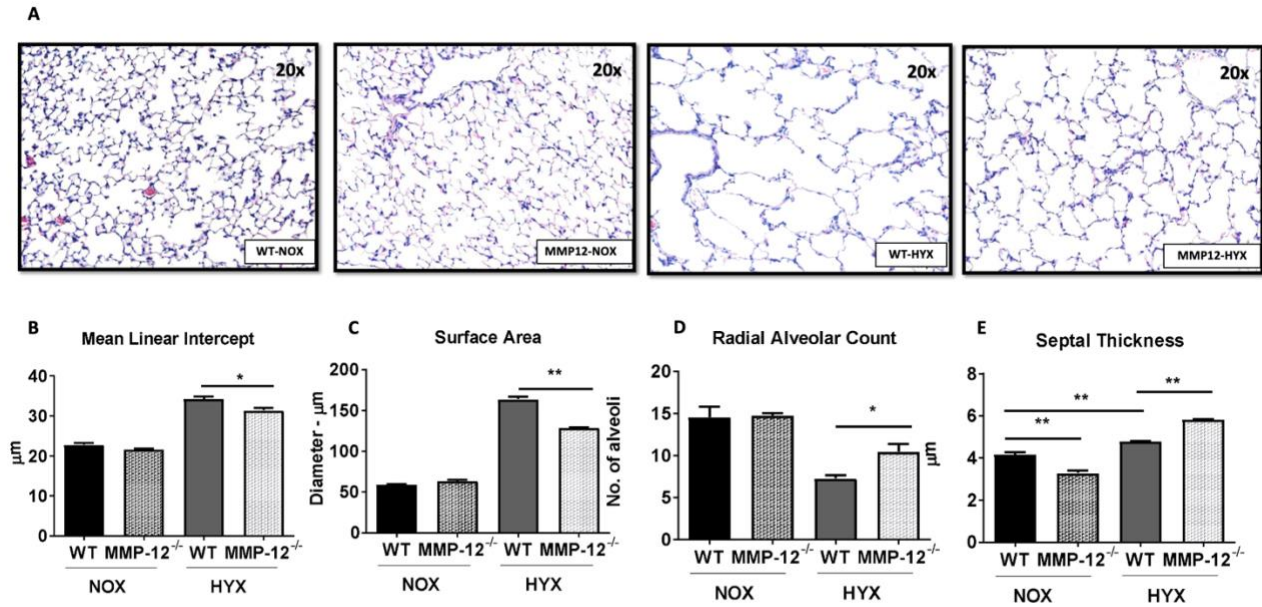 A
20x
20x
20x
20x
WT-NOX
MMP12-NOX
WT-HYX
MMP12-HYX
B
Mean Linear Intercept
40
30
20
10
0
μm
*
WT MMP-12-/- WT MMP-12-/-
NOX HYX
C
Surface Area
200
150
100
50
0
Diameter - μm
**
WT MMP-12-/- WT MMP-12-/-
NOX HYX
D
Radial Alveolar Count
20
15
10
5
0
No. of alveoli
*
WT MMP-12-/- WT MMP-12-/-
NOX HYX
E
Septal Thickness
8
6
4
2
0
μm
**
**
**
WT MMP-12-/- WT MMP-12-/-
NOX HYX